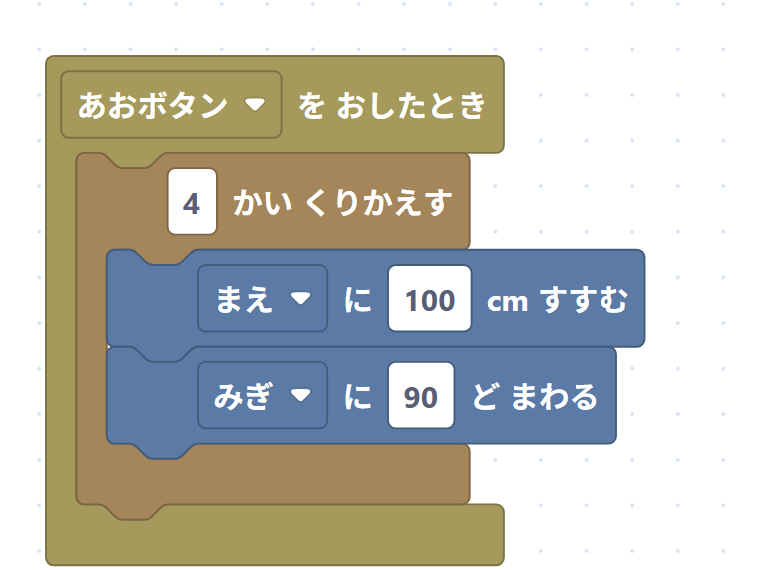 あおボタン を おしたとき
4 かい くりかえす
まえ に 100 cm すすむ
みぎ に 90 ど まわる